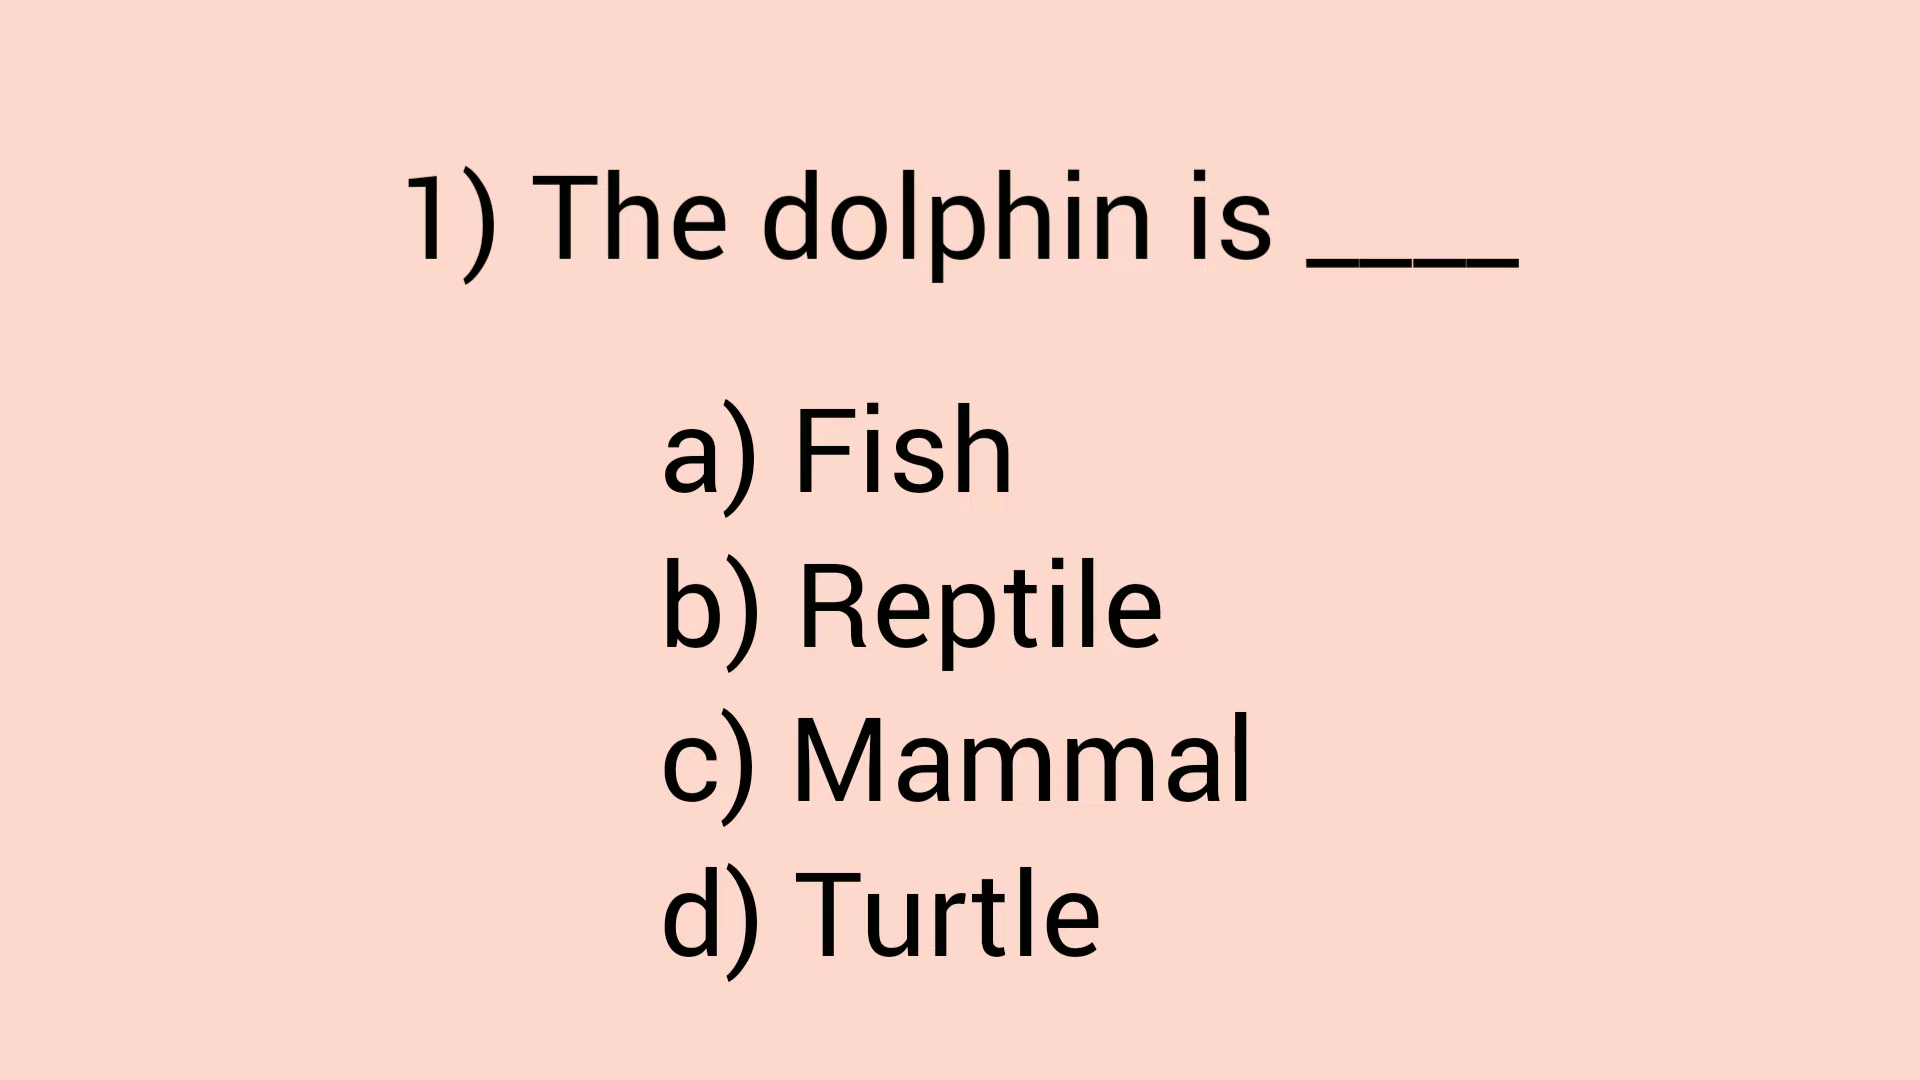 1) The dolphin is ____
a) Fish
b) Reptile
c) Mammal
d) Turtle